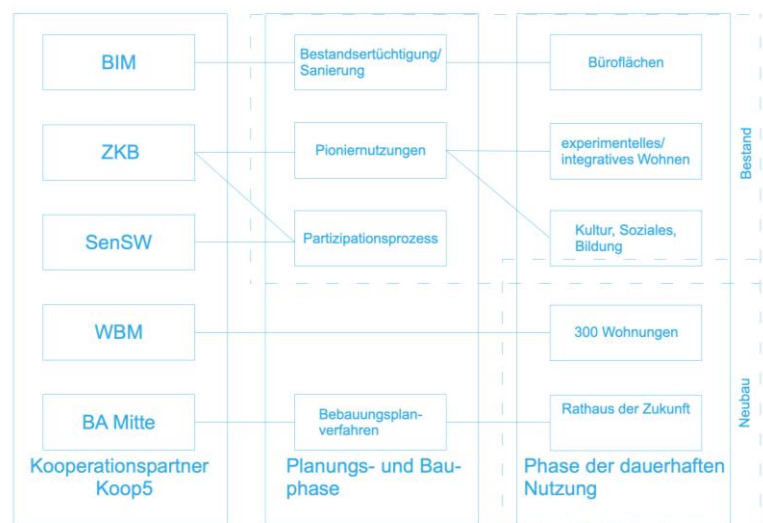 BIM
ZKB
SenSW
WBM
BA Mitte
Kooperationspartner
Koop5
Bestandsertüchtigung/
Sanierung
Pioniernutzungen
Partizipationsprozess
Bebauungsplan-
verfahren
Planungs- und Bau-
phase
Büroflächen
experimentelles/
integratives Wohnen
Kultur, Soziales,
Bildung
300 Wohnungen
Rathaus der Zukunft
Phase der dauerhaften
Nutzung
Bestand
Neubau